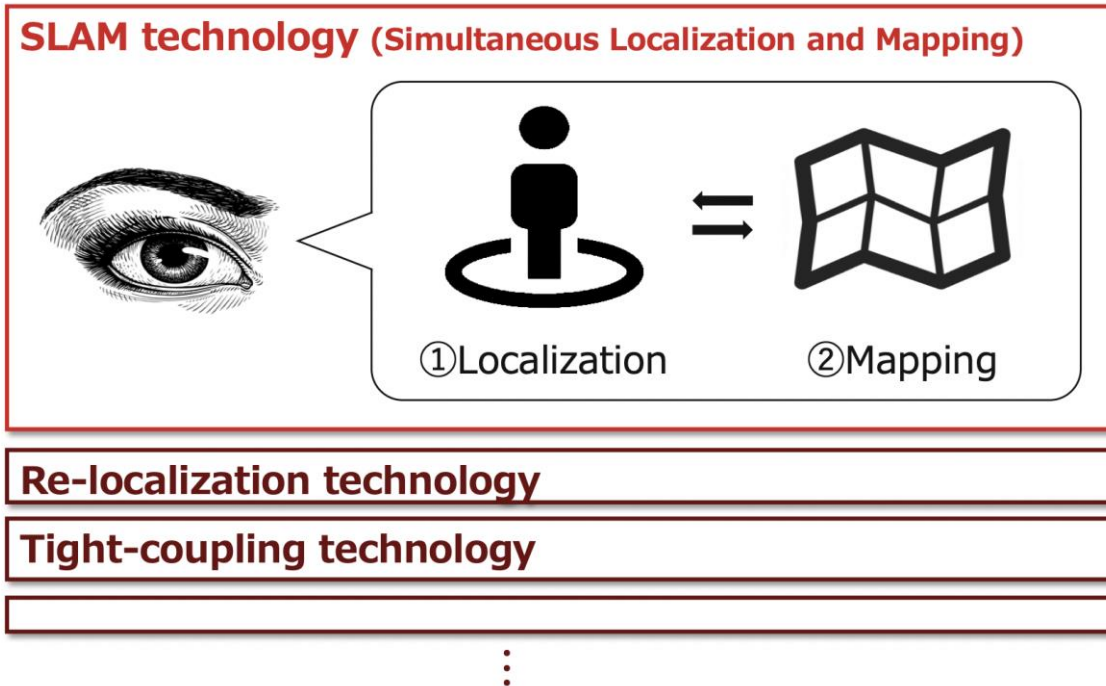 SLAM technology (Simultaneous Localization and Mapping)
①Localization
②Mapping
Re-localization technology
Tight-coupling technology